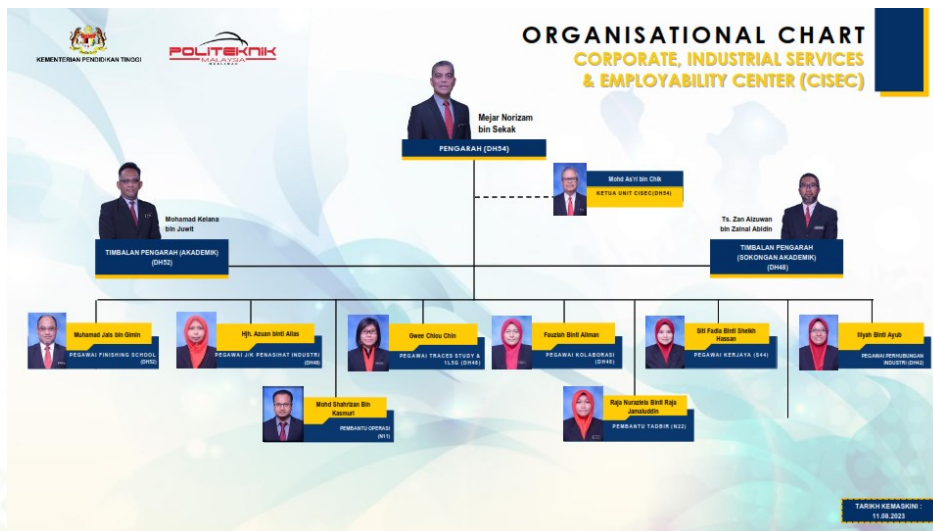 ORGANISATIONAL CHART
CORPORATE, INDUSTRIAL SERVICES
& EMPLOYABILITY CENTER (CISEC)
KEMENTERIAN PENDIDIKAN TINGGI
POLITEKNIK
MALAYSIA
Mejar Norizam
bin Sekak
PENGARAH (DH54)
Mohd As'ri bin Chik
KETUA UNIT CISEC(DH54)
Mohamad Kelana
bin Juwit
TIMBALAN PENGARAH (AKADEMIK)
(DH52)
Ts. Zan Aizuwan
bin Zainal Abidin
TIMBALAN PENGARAH
(SOKONGAN AKADEMIK)
(DH48)
Muhamad Jais bin Gimin
PEGAWAI FINISHING SCHOOL
(DH52)
Hjh. Azuan binti Alias
PEGAWAI J/K PENASIHAT INDUSTRI
(DH48)
Gwee Chiou Chin
PEGAWAI TRACES STUDY &
1L5G (DH48)
Fauziah Binti Aliman
PEGAWAI KOLABORASI
(DH48)
Siti Fadla Binti Sheikh
Hassan
PEGAWAI KERJAYA (S44)
Iliyah Binti Ayub
PEGAWAI PERHUBUNGAN
INDUSTRI (DH42)
Mohd Shahrizan Bin
Kasmuri
PEMBANTU OPERASI
(N11)
Raja Nuraziela Binti Raja
Jamaluddin
PEMBANTU TADBIR (N22)
TARIKH KEMASKINI :
11.08.2023